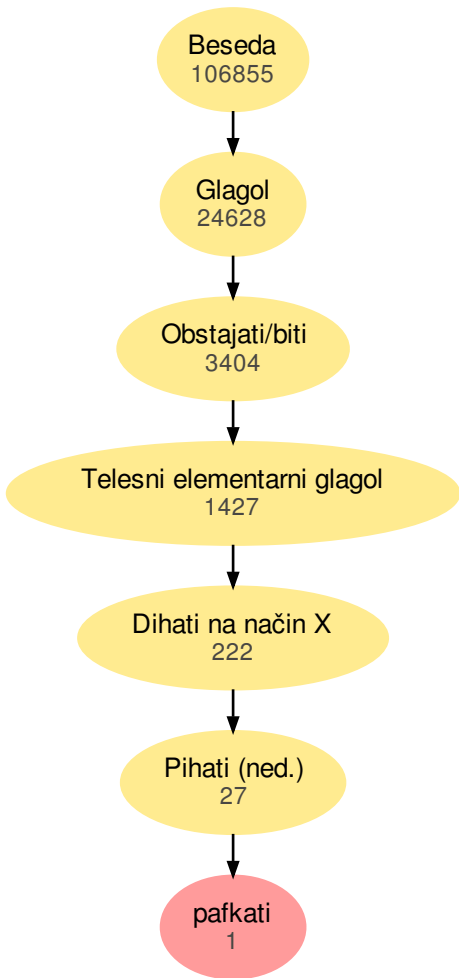 Beseda
106855
Glagol
24628
Obstajati/biti
3404
Telesni elementarni glagol
1427
Dihati na način X
222
Pihati (ned.)
27
pafkati
1